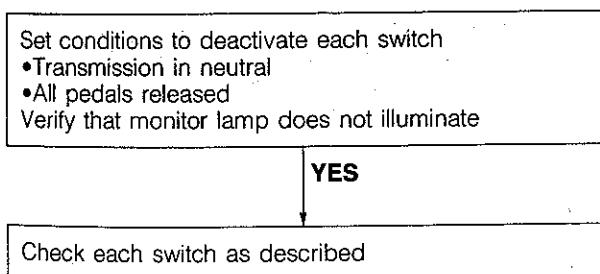 Set conditions to deactivate each switch
•Transmission in neutral
•All pedals released
Verify that monitor lamp does not illuminate
YES
Check each switch as described